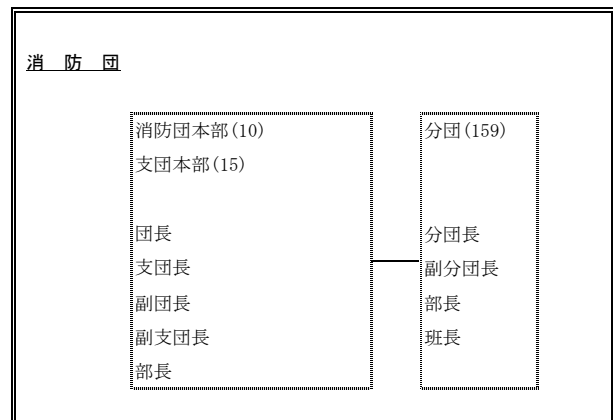 消 防 団
消防団本部(10)
支団本部(15)
団長
支団長
副団長
副支団長
部長
分団(159)
分団長
副分団長
部長
班長